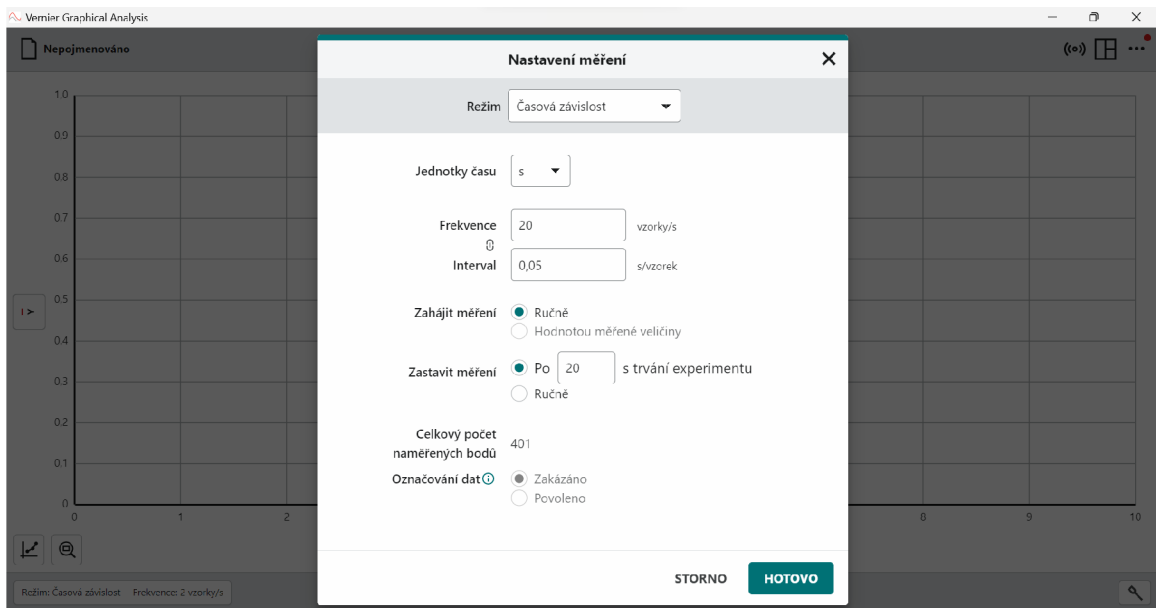 Vernier Graphical Analysis
Nepojmenováno
Nastavení měření
Režim Časová závislost
Jednotky času s
Frekvence 20 vzorky/s
Interval 0,05 s/vzorek
Zahájit měření Ručně
Hodnotou měřené veličiny
Zastavit měření Po 20 s trvání experimentu
Ručně
Celkový počet
naměřených bodů 401
Označování dat Zakázáno
Povoleno
STORNO HOTOVO
1.0
0.9
0.8
0.7
0.6
0.5
0.4
0.3
0.2
0.1
0
0 1 2 8 9 10
Režim: Časová závislost Frekvence: 2 vzorky/s